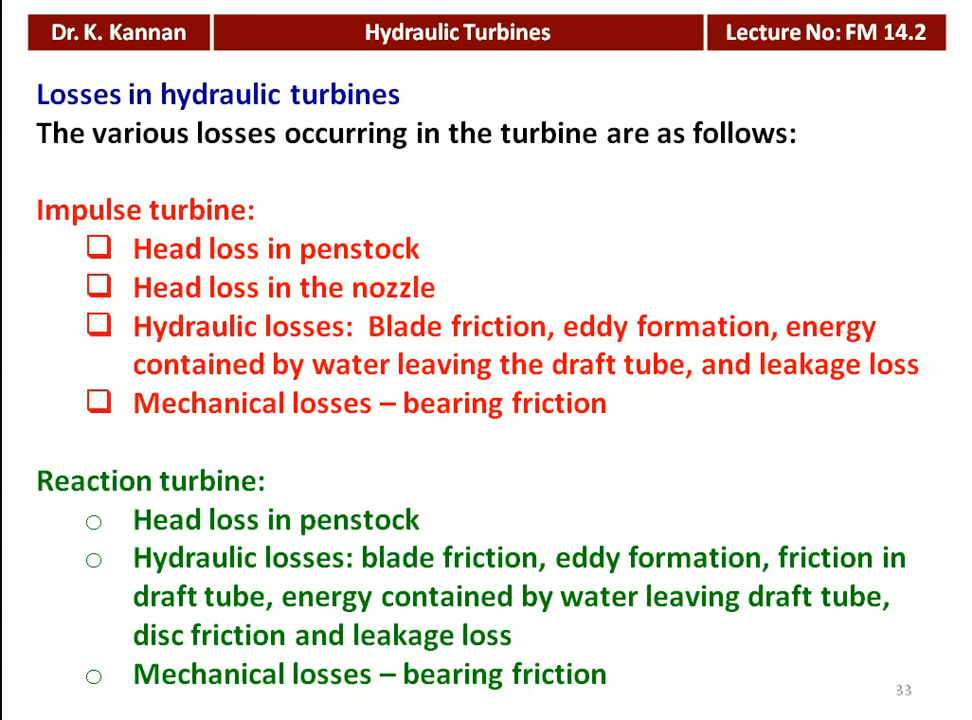 Dr. K. Kannan Hydraulic Turbines Lecture No: FM 14.2
Losses in hydraulic turbines
The various losses occurring in the turbine are as follows:
Impulse turbine:
Head loss in penstock
Head loss in the nozzle
Hydraulic losses: Blade friction, eddy formation, energy
contained by water leaving the draft tube, and leakage loss
Mechanical losses – bearing friction
Reaction turbine:
Head loss in penstock
Hydraulic losses: blade friction, eddy formation, friction in
draft tube, energy contained by water leaving draft tube,
disc friction and leakage loss
Mechanical losses – bearing friction
33